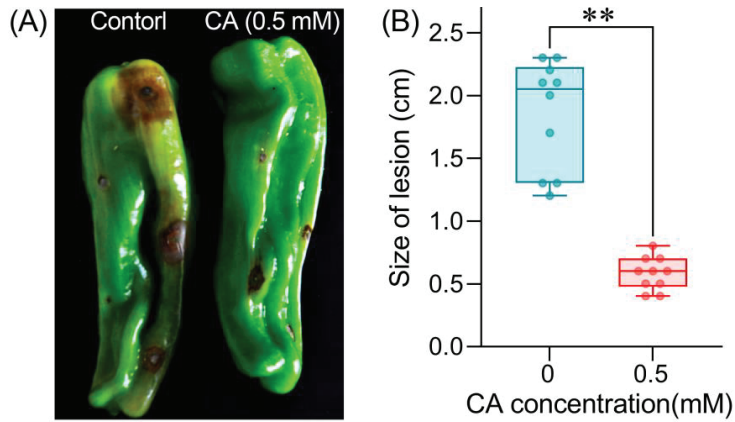 (A)
Contorl
CA (0.5 mM)
(B)
**
Size of lesion (cm)
2.5
2.0
1.5
1.0
0.5
0.0
0
0.5
CA concentration(mM)